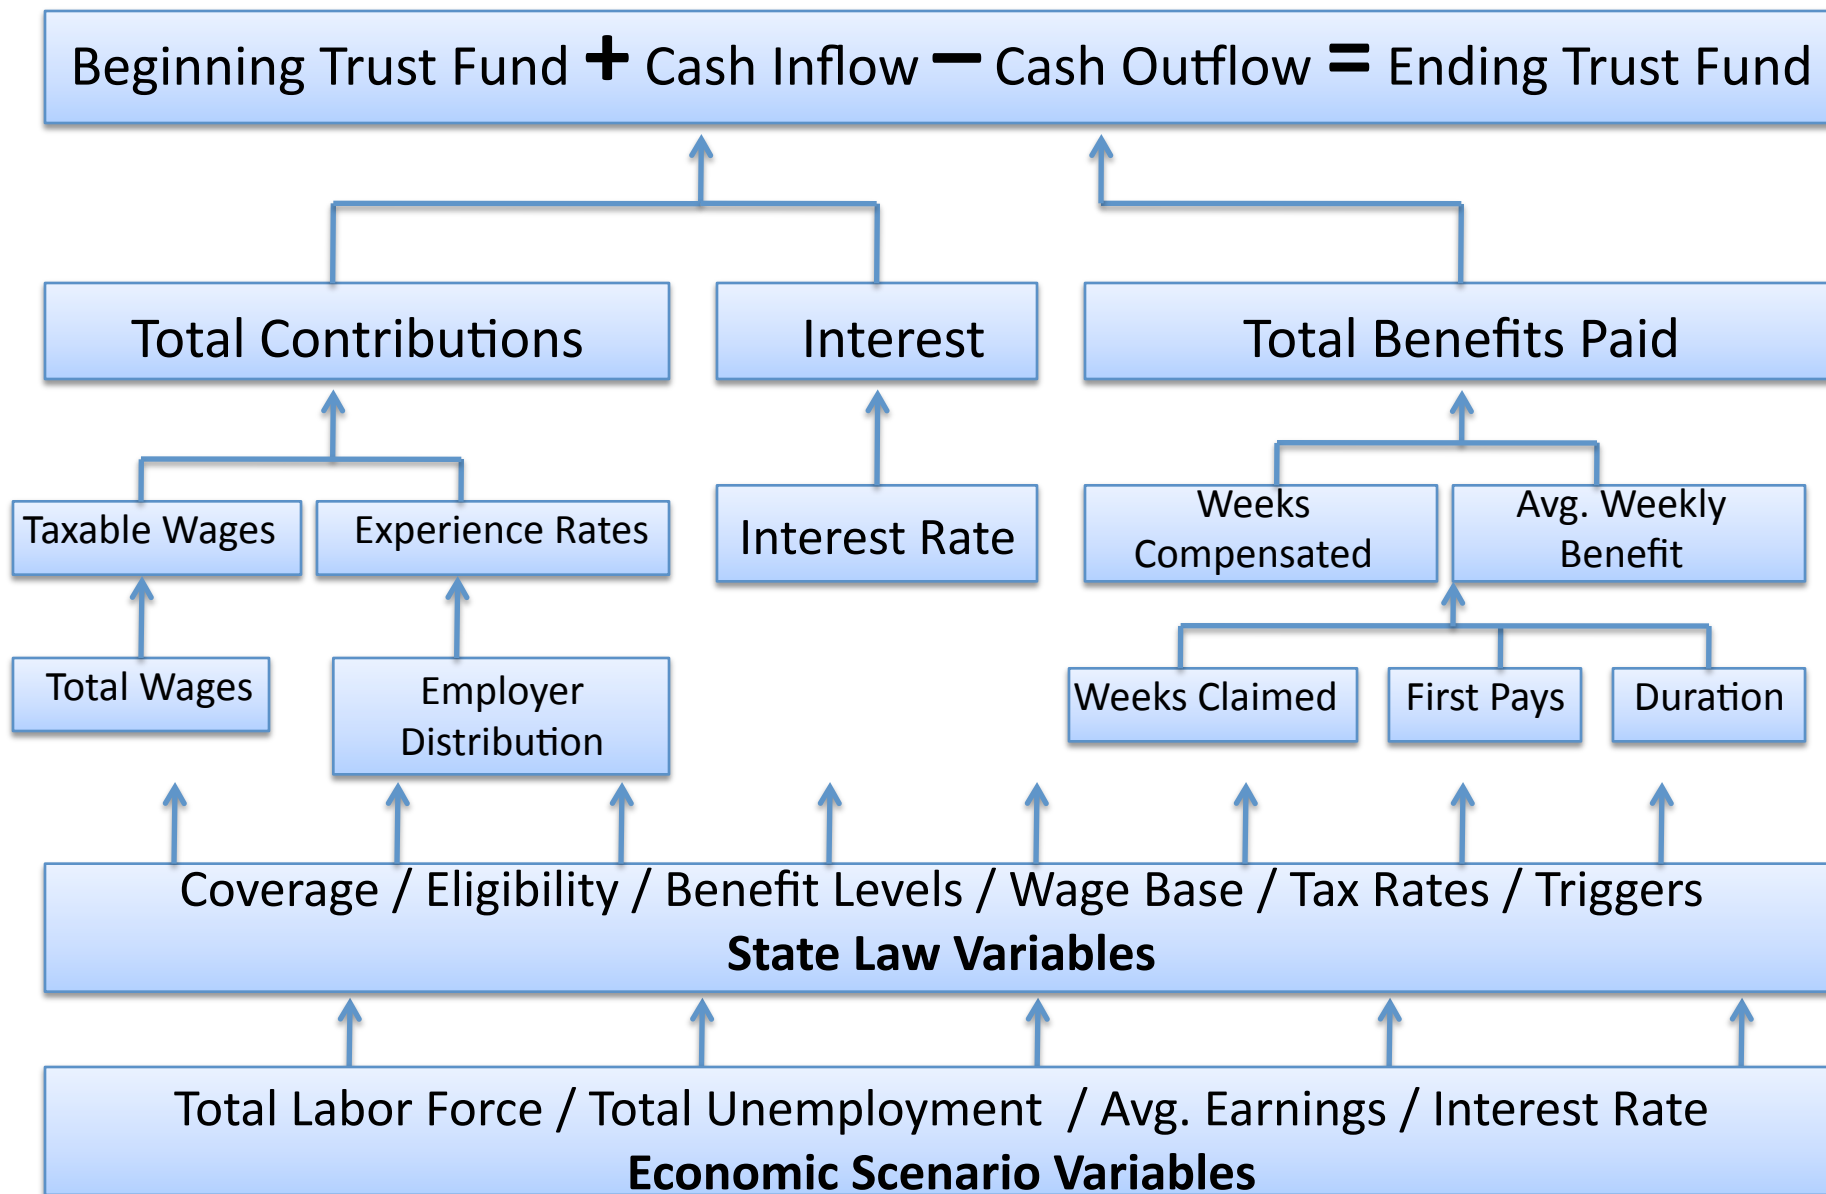 Beginning Trust Fund + Cash Inflow − Cash Outflow = Ending Trust Fund
Total Contributions
Interest
Total Benefits Paid
Taxable Wages
Experience Rates
Interest Rate
Weeks
Compensated
Avg. Weekly
Benefit
Total Wages
Employer
Distribution
Weeks Claimed
First Pays
Duration
Coverage / Eligibility / Benefit Levels / Wage Base / Tax Rates / Triggers
State Law Variables
Total Labor Force / Total Unemployment / Avg. Earnings / Interest Rate
Economic Scenario Variables